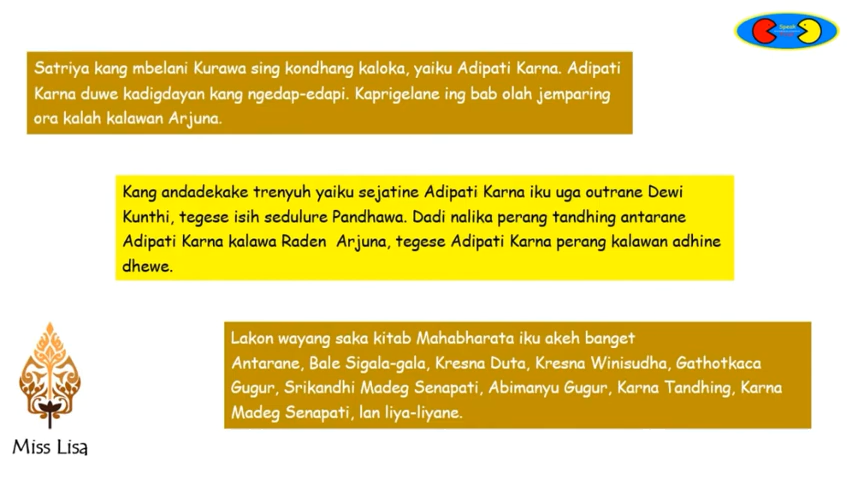 Speak
Satriya kang mbelani Kurawa sing kondhang kaloka, yaiku Adipati Karna. Adipati
Karna duwe kadigdayan kang ngedap-edapi. Kaprigelane ing bab olah jemparing
ora kalah kalawan Arjuna.
Kang andadekake trenyuh yaiku sejatine Adipati Karna iku uga outrane Dewi
Kunthi, tegese isih sedulure Pandhawa. Dadi nalika perang tandhing antarane
Adipati Karna kalawa Raden Arjuna, tegese Adipati Karna perang kalawan adhine
dhewe.
Lakon wayang saka kitab Mahabharata iku akeh banget
Antarane, Bale Sigala-gala, Kresna Duta, Kresna Winisudha, Gathotkaca
Gugur, Srikandhi Madeg Senapati, Abimanyu Gugur, Karna Tandhing, Karna
Madeg Senapati, lan liya-liyane.
Miss Lisa